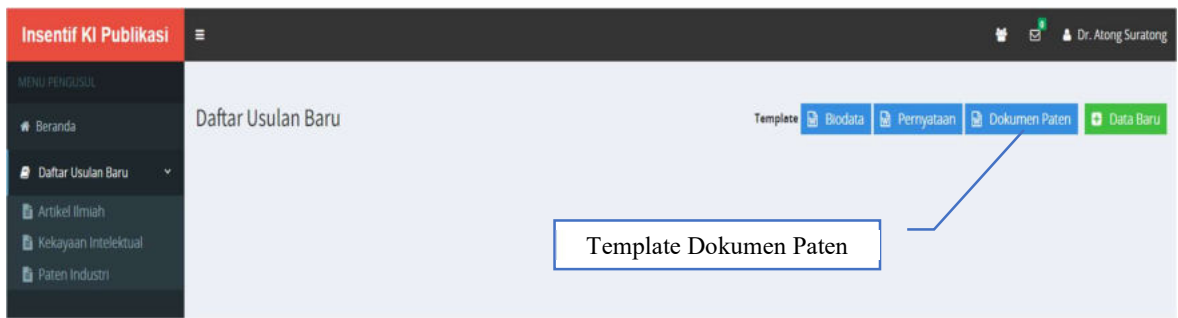 Insentif KI Publikasi
0
Dr. Atong Suratong
MENU PENGUSUL
Beranda
Daftar Usulan Baru
Template Biodata Pernyataan Dokumen Paten Data Baru
Daftar Usulan Baru
Artikel Ilmiah
Kekayaan Intelektual
Paten Industri
Template Dokumen Paten